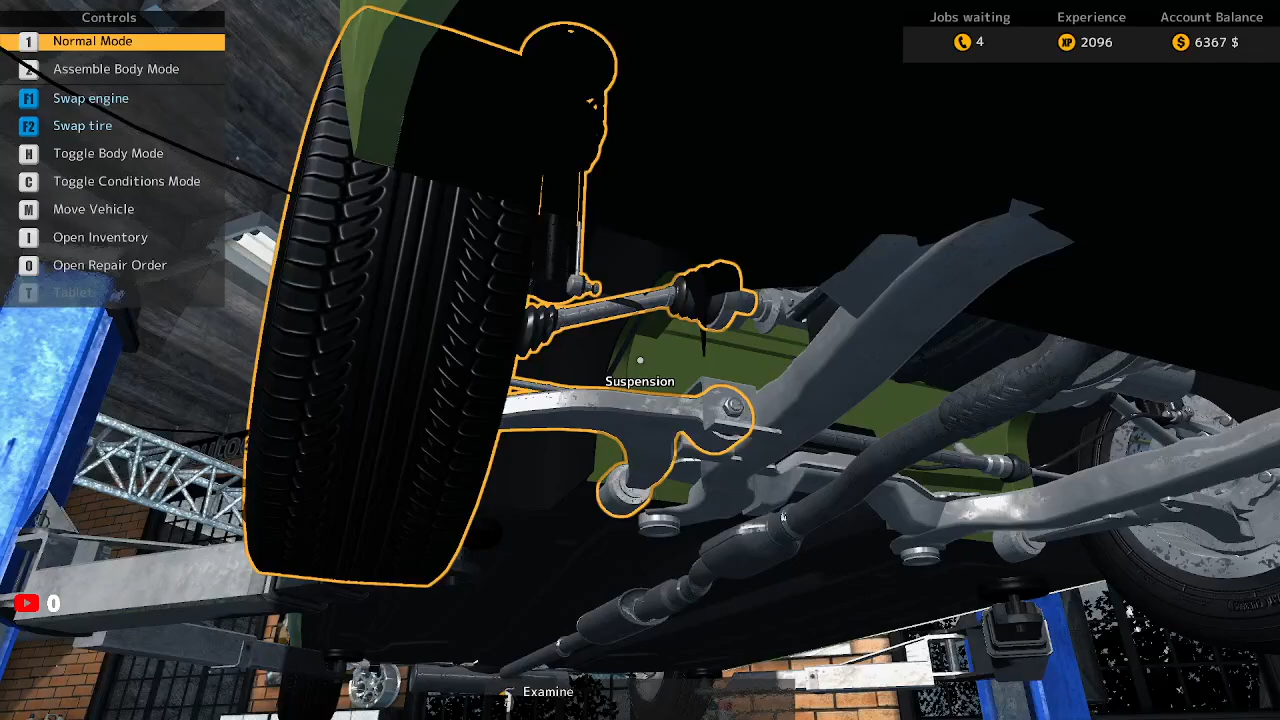 Controls
1 Normal Mode
2 Assemble Body Mode
F1 Swap engine
F2 Swap tire
H Toggle Body Mode
C Toggle Conditions Mode
M Move Vehicle
I Open Inventory
O Open Repair Order
T Tablet
Jobs waiting
4
Experience
XP 2096
Account Balance
$ 6367 $
Suspension
auto
0
Examine